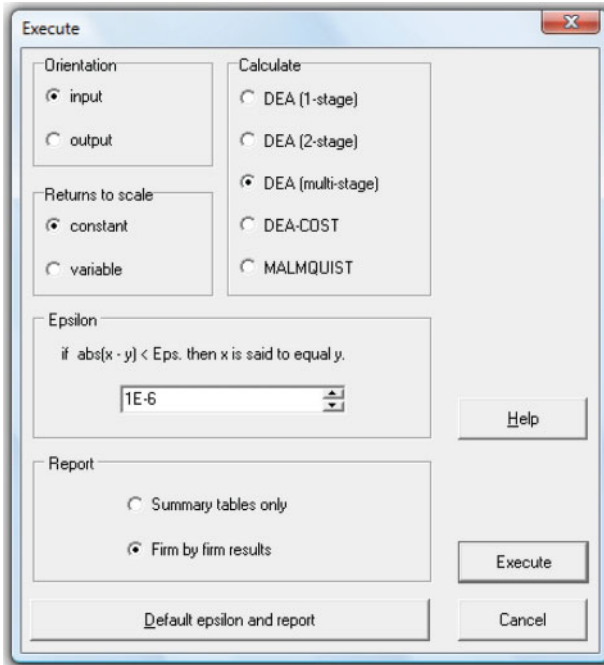 Execute
Orientation
input
output
Calculate
DEA (1-stage)
DEA (2-stage)
DEA (multi-stage)
DEA-COST
MALMQUIST
Returns to scale
constant
variable
Epsilon
if abs(x - y) < Eps. then x is said to equal y.
1E-6
Help
Report
Summary tables only
Firm by firm results
Execute
Default epsilon and report
Cancel